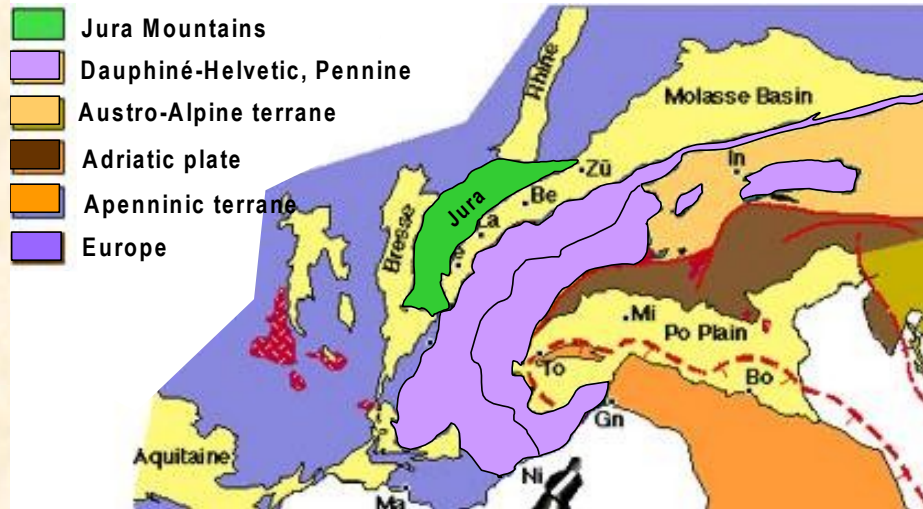 Jura Mountains
Dauphiné-Helvetic, Pennine
Austro-Alpine terrane
Adriatic plate
Apenninic terrane
Europe
Rhine
Molasse Basin
In
Zū
Jura
Be
La
Bresse
Mi
Po Plain
To
Bo
Gn
Aquitaine
Ni
Ma